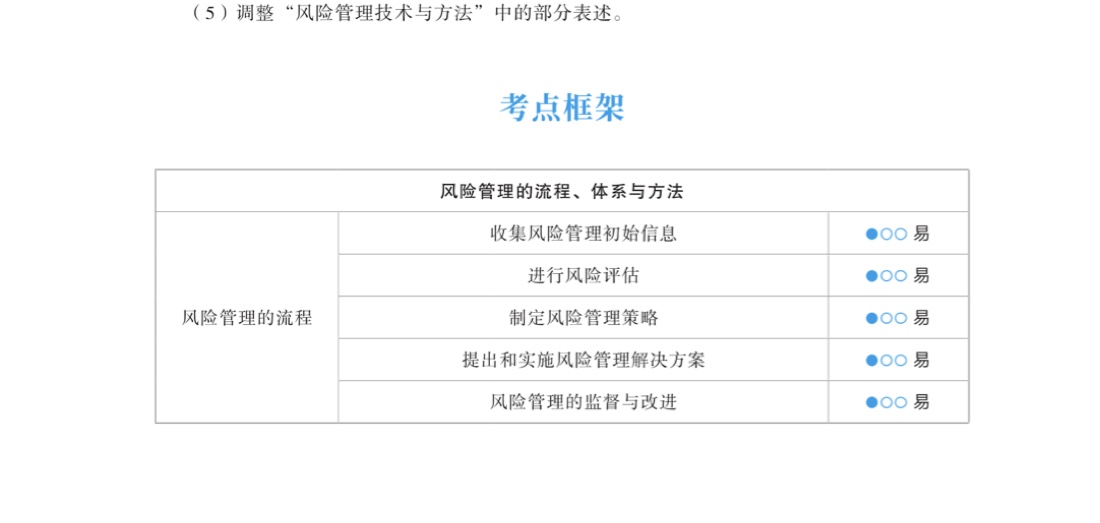 （5）调整“风险管理技术与方法”中的部分表述。
考点框架
风险管理的流程、体系与方法
风险管理的流程
收集风险管理初始信息 ●○○ 易
进行风险评估 ●○○ 易
制定风险管理策略 ●○○ 易
提出和实施风险管理解决方案 ●○○ 易
风险管理的监督与改进 ●○○ 易